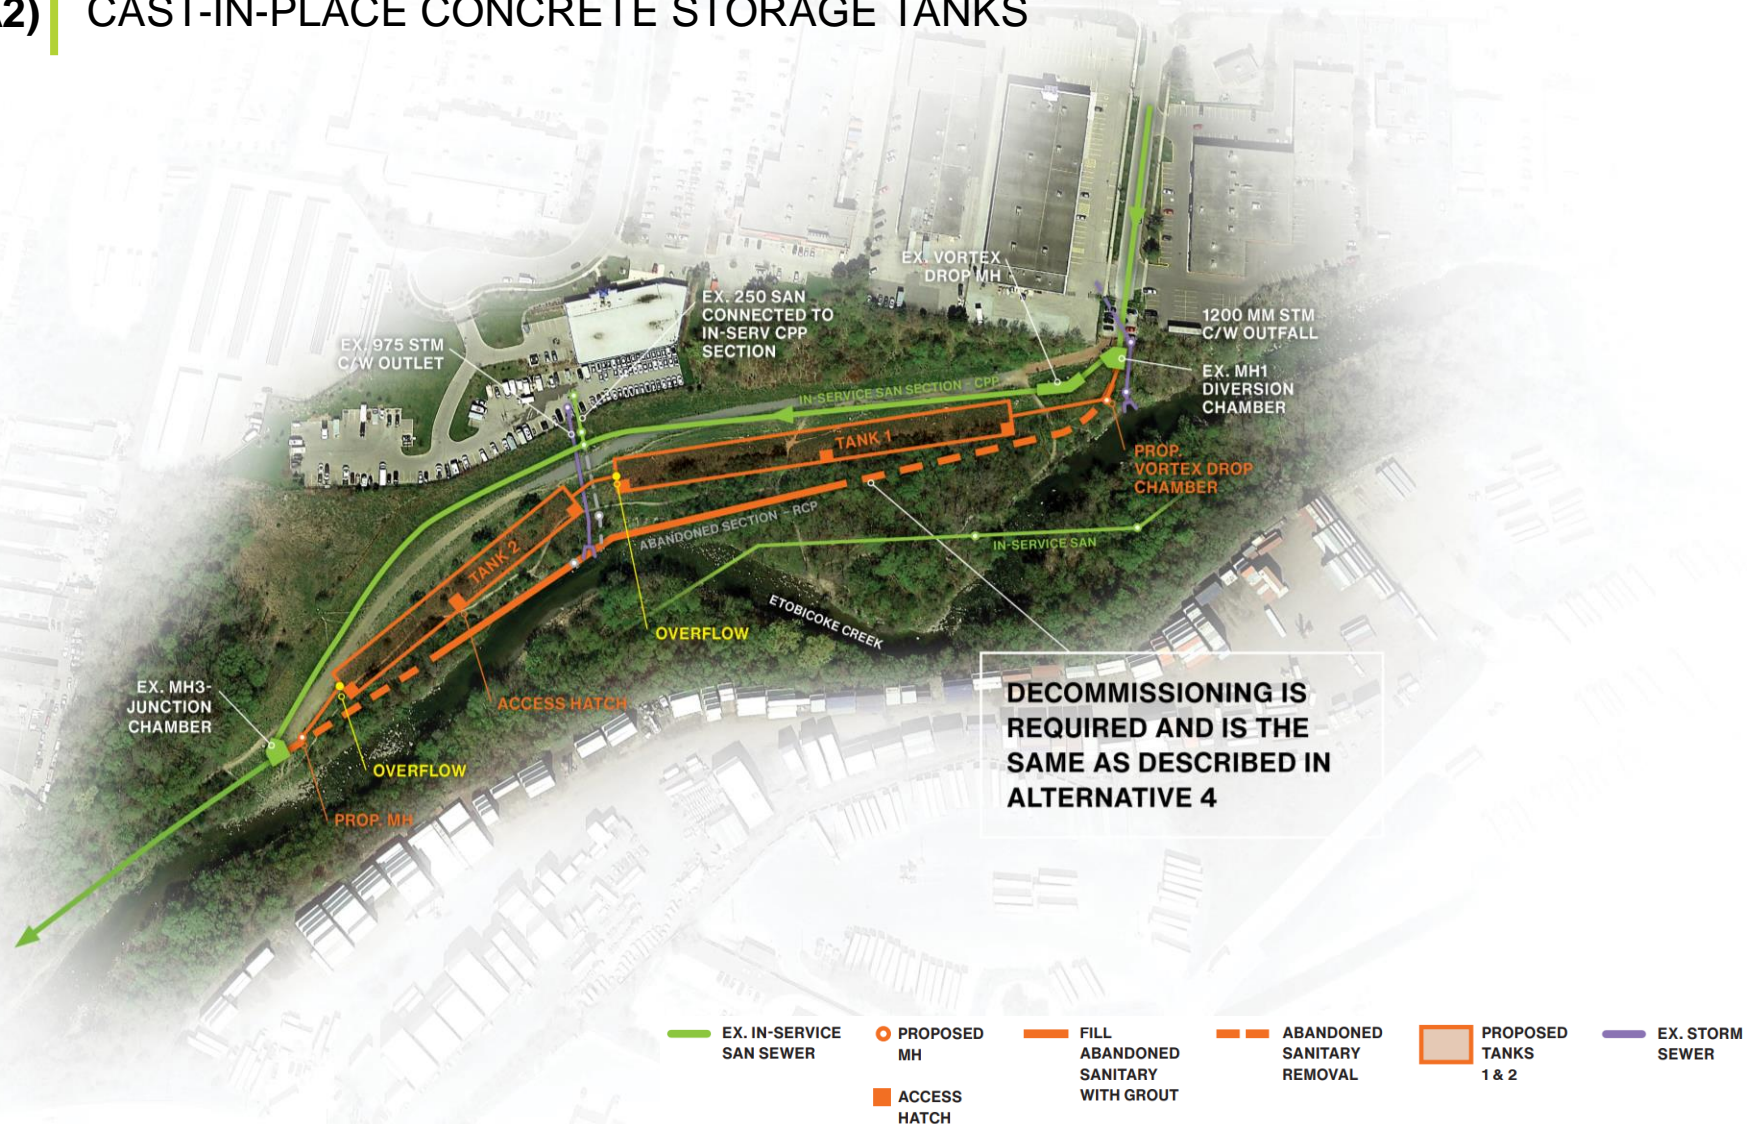 2) CAST-IN-PLACE CONCRETE STORAGE TANKS
EX. VORTEX
DROP MH
EX. 250 SAN
CONNECTED TO
IN-SERV CPP
SECTION
EX. 975 STM
C/W OUTLET
1200 MM STM
C/W OUTFALL
EX. MH1
DIVERSION
CHAMBER
IN-SERVICE SAN SECTION - CPP
TANK 1
PROP.
VORTEX DROP
CHAMBER
ABANDONED SECTION - RCP
IN-SERVICE SAN
TANK 2
ETOBICOKE CREEK
OVERFLOW
ACCESS HATCH
EX. MH3-
JUNCTION
CHAMBER
OVERFLOW
PROP. MH
DECOMMISSIONING IS
REQUIRED AND IS THE
SAME AS DESCRIBED IN
ALTERNATIVE 4
EX. IN-SERVICE
SAN SEWER
PROPOSED
MH
ACCESS
HATCH
FILL
ABANDONED
SANITARY
WITH GROUT
ABANDONED
SANITARY
REMOVAL
PROPOSED
TANKS
1 & 2
EX. STORM
SEWER